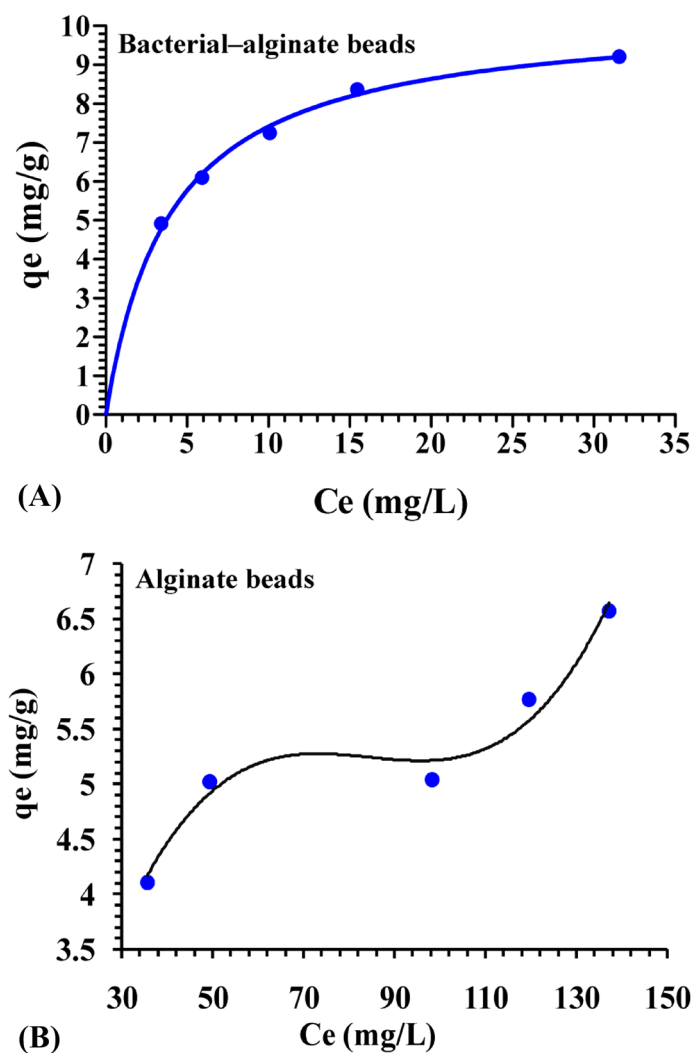 Bacterial–alginate beads
10
9
8
7
6
5
4
3
2
1
0
qe (mg/g)
0 5 10 15 20 25 30 35
(A)
Ce (mg/L)
Alginate beads
7
6.5
6
5.5
5
4.5
4
3.5
qe (mg/g)
30 50 70 90 110 130 150
Ce (mg/L)
(B)